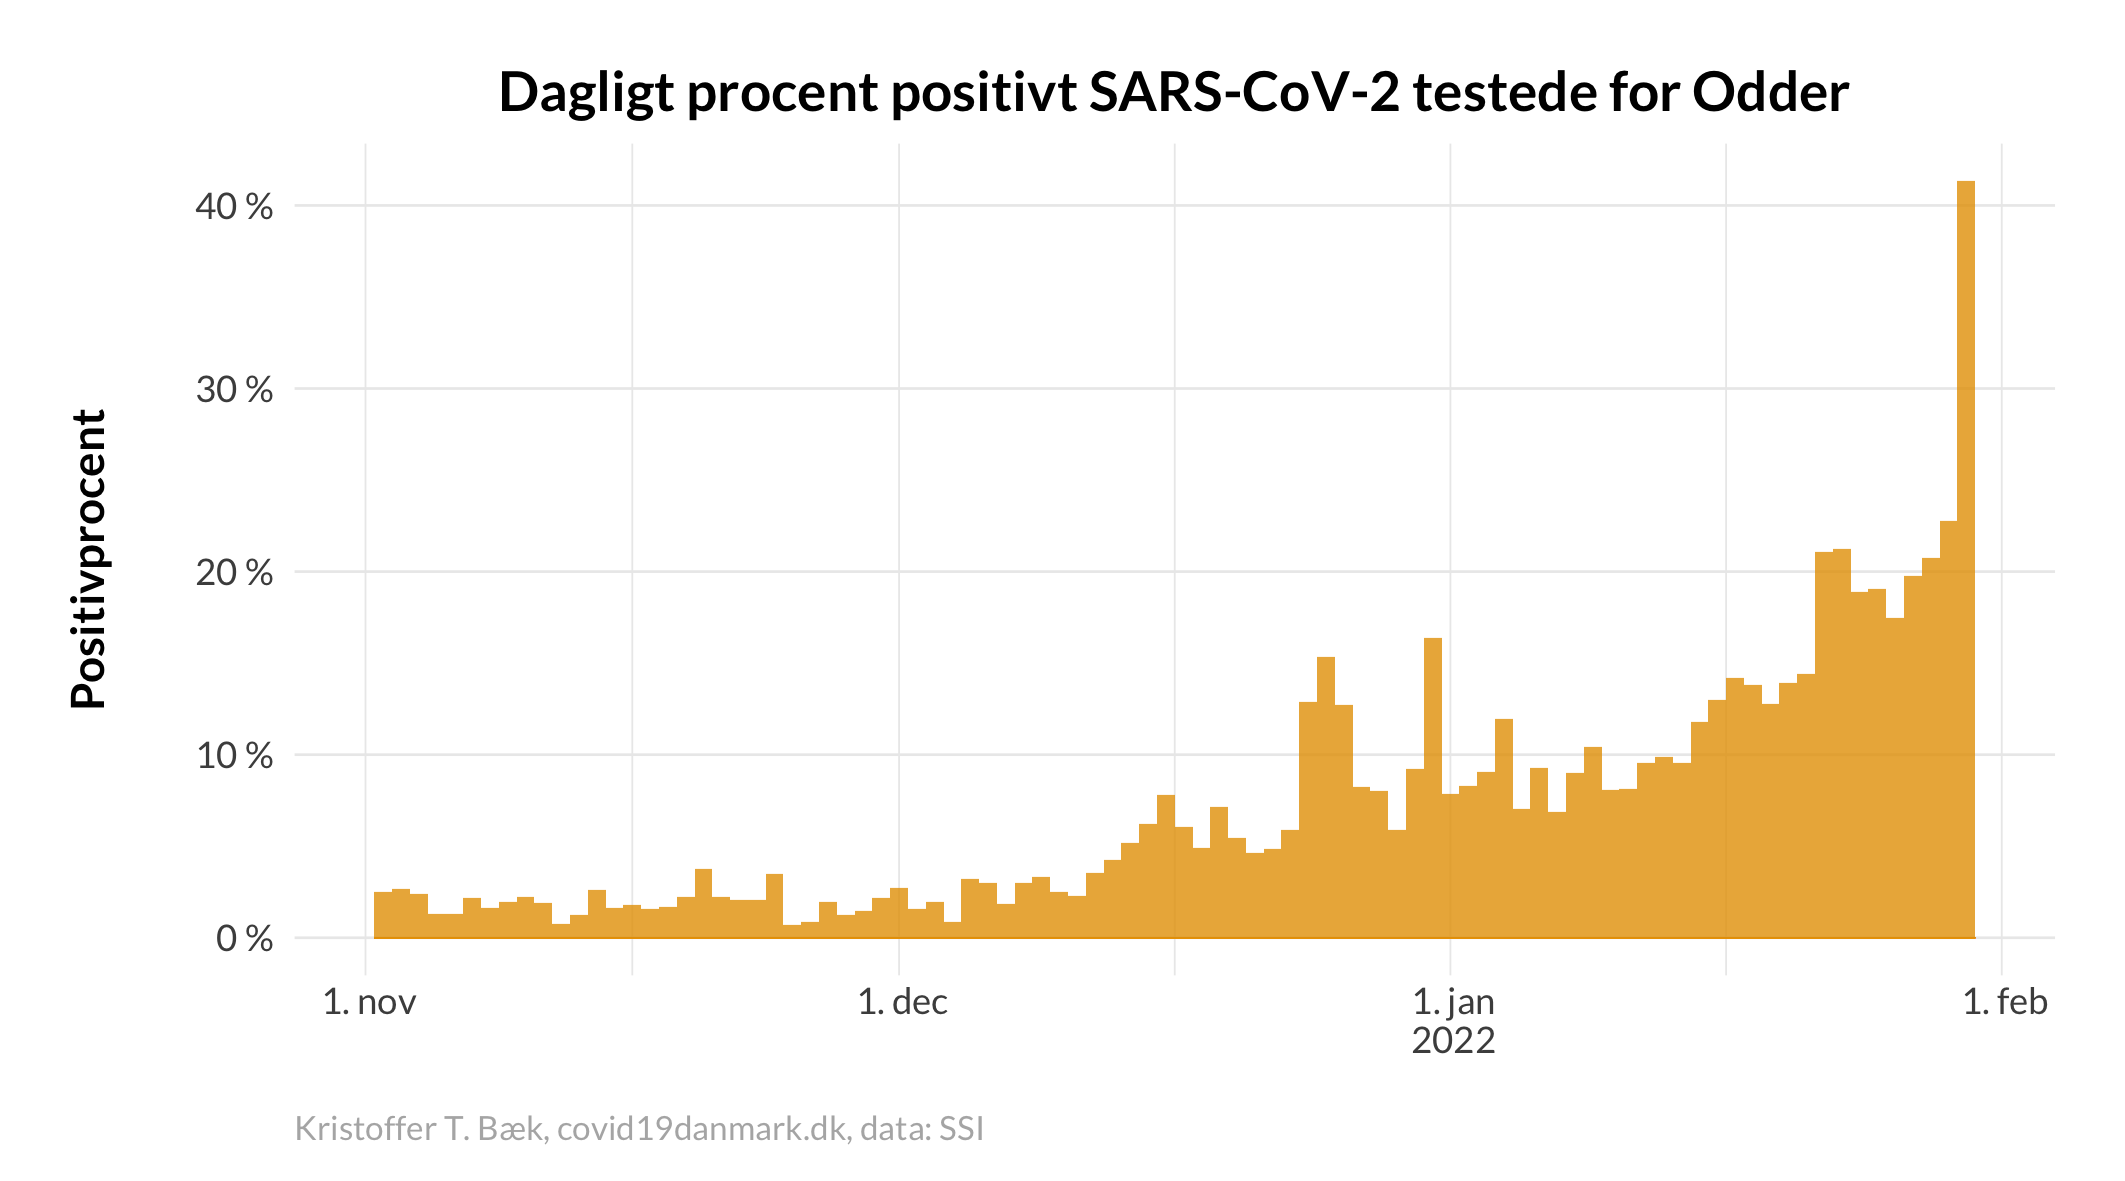 Dagligt procent positivt SARS-CoV-2 testede for Odder
Positivprocent
40 %
30 %
20 %
10 %
0 %
1. nov
1. dec
1. jan
2022
1. feb
Kristoffer T. Bæk, covid19danmark.dk, data: SSI